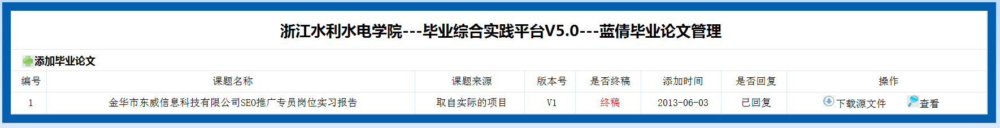 浙江水利水电学院---毕业综合实践平台V5.0---蓝倩毕业论文管理
添加毕业论文
编号 课题名称 课题来源 版本号 是否终稿 添加时间 是否回复 操作
1 金华市东威信息科技有限公司SEO推广专员岗位实习报告 取自实际的项目 V1 终稿 2013-06-03 已回复 下载源文件 查看